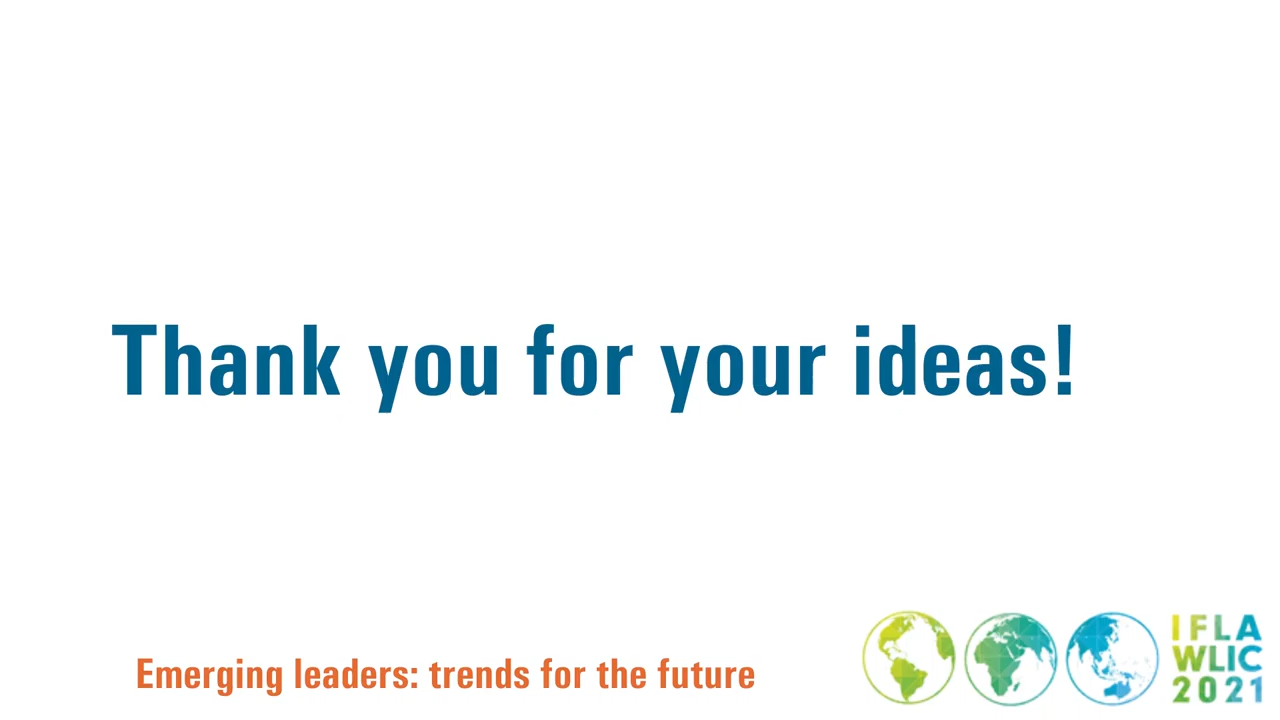 Thank you for your ideas!
Emerging leaders: trends for the future
IFLA
WLIC
2021